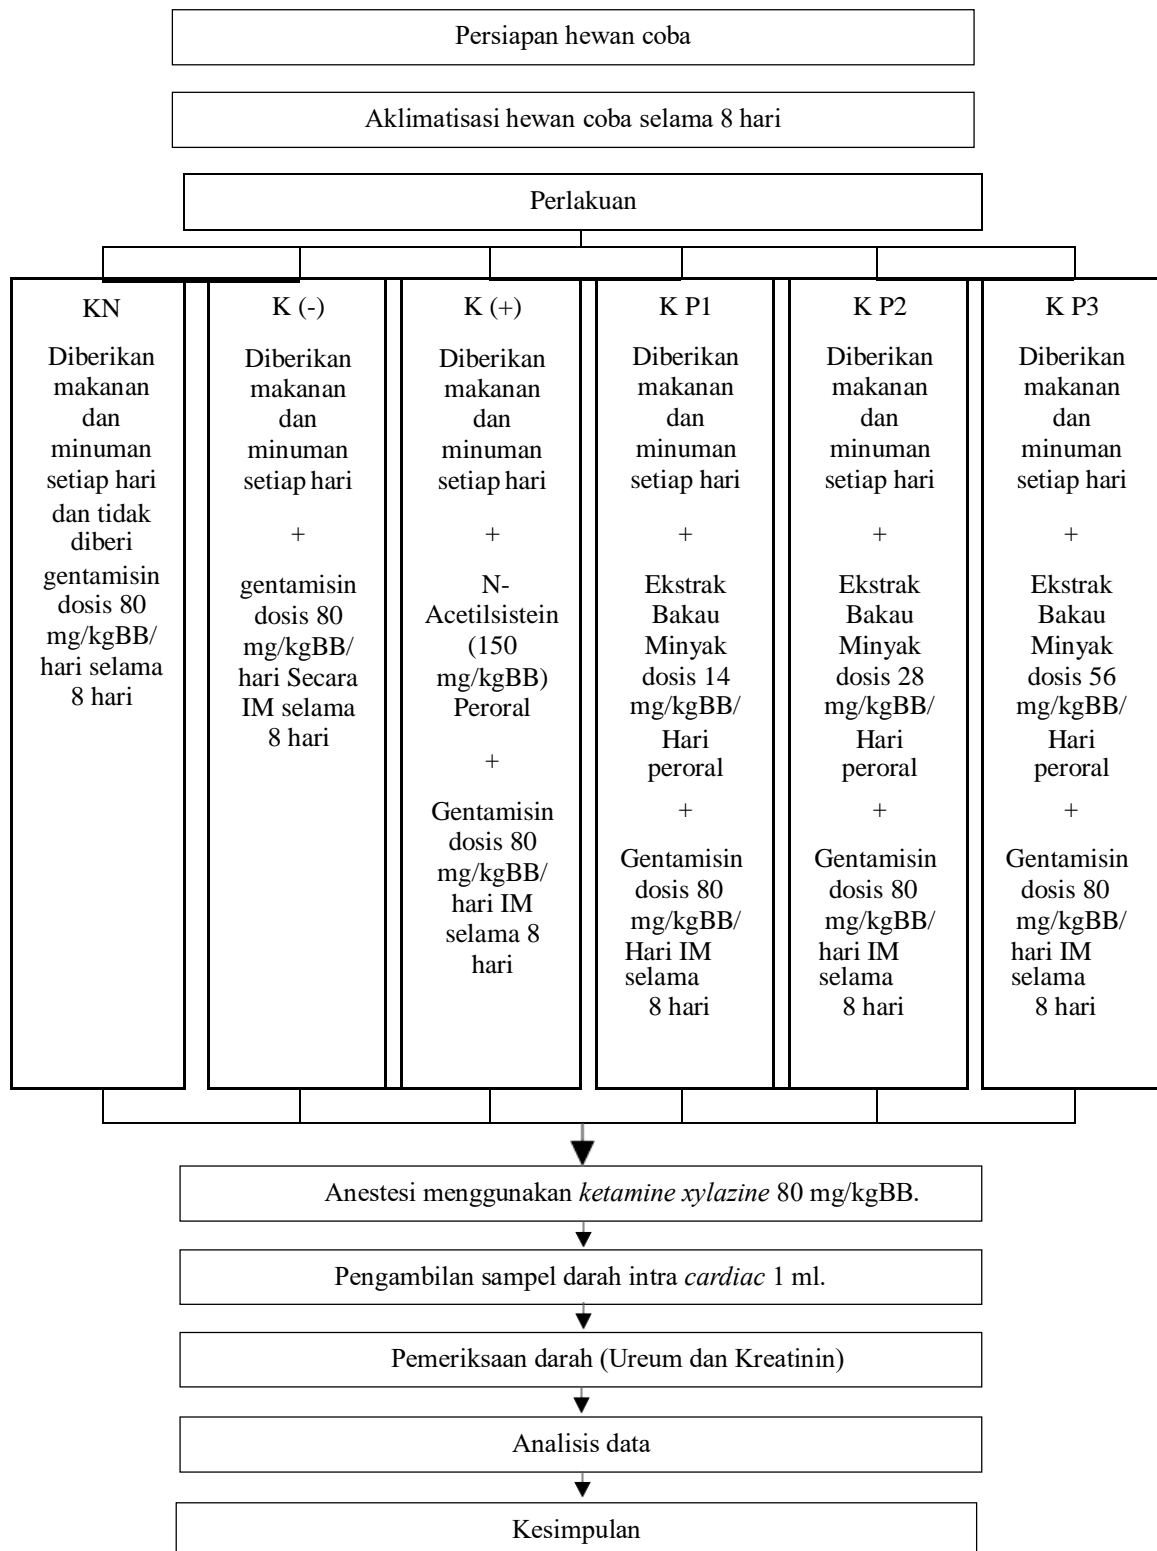 Persiapan hewan coba
Aklimatisasi hewan coba selama 8 hari
Perlakuan
KN
Diberikan
makanan
dan
minuman
setiap hari
dan tidak
diberi
gentamisin
dosis 80
mg/kgBB/
hari selama
8 hari
K (-)
Diberikan
makanan
dan
minuman
setiap hari
+
gentamisin
dosis 80
mg/kgBB/
hari Secara
IM selama
8 hari
K (+)
Diberikan
makanan
dan
minuman
setiap hari
+
N-
Acetilsistein
(150
mg/kgBB)
Peroral
+
Gentamisin
dosis 80
mg/kgBB/
hari IM
selama 8
hari
K P1
Diberikan
makanan
dan
minuman
setiap hari
+
Ekstrak
Bakau
Minyak
dosis 14
mg/kgBB/
Hari
peroral
+
Gentamisin
dosis 80
mg/kgBB/
Hari IM
selama
8 hari
K P2
Diberikan
makanan
dan
minuman
setiap hari
+
Ekstrak
Bakau
Minyak
dosis 28
mg/kgBB/
Hari
peroral
+
Gentamisin
dosis 80
mg/kgBB/
hari IM
selama
8 hari
K P3
Diberikan
makanan
dan
minuman
setiap hari
+
Ekstrak
Bakau
Minyak
dosis 56
mg/kgBB/
Hari
peroral
+
Gentamisin
dosis 80
mg/kgBB/
hari IM
selama
8 hari
Anestesi menggunakan ketamine xylazine 80 mg/kgBB.
Pengambilan sampel darah intra cardiac 1 ml.
Pemeriksaan darah (Ureum dan Kreatinin)
Analisis data
Kesimpulan